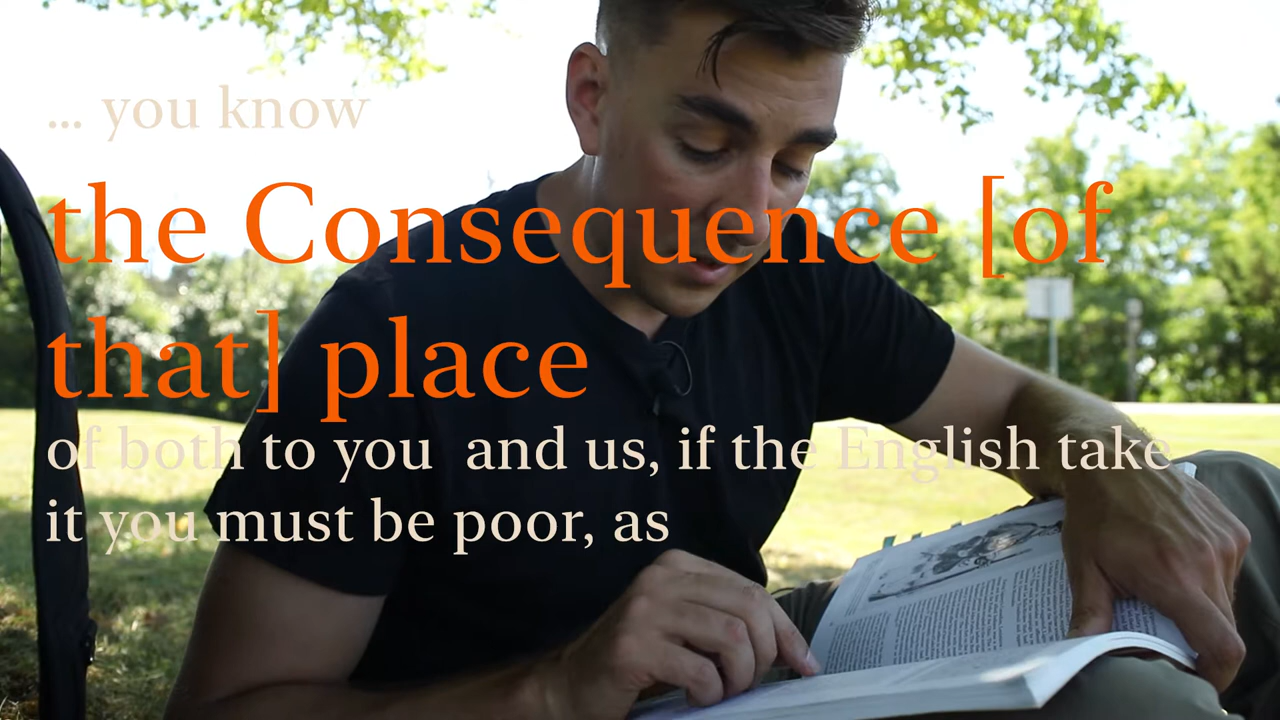 ... you know
the Consequence [of
that] place
of both to you  and us, if the English take
it you must be poor, as